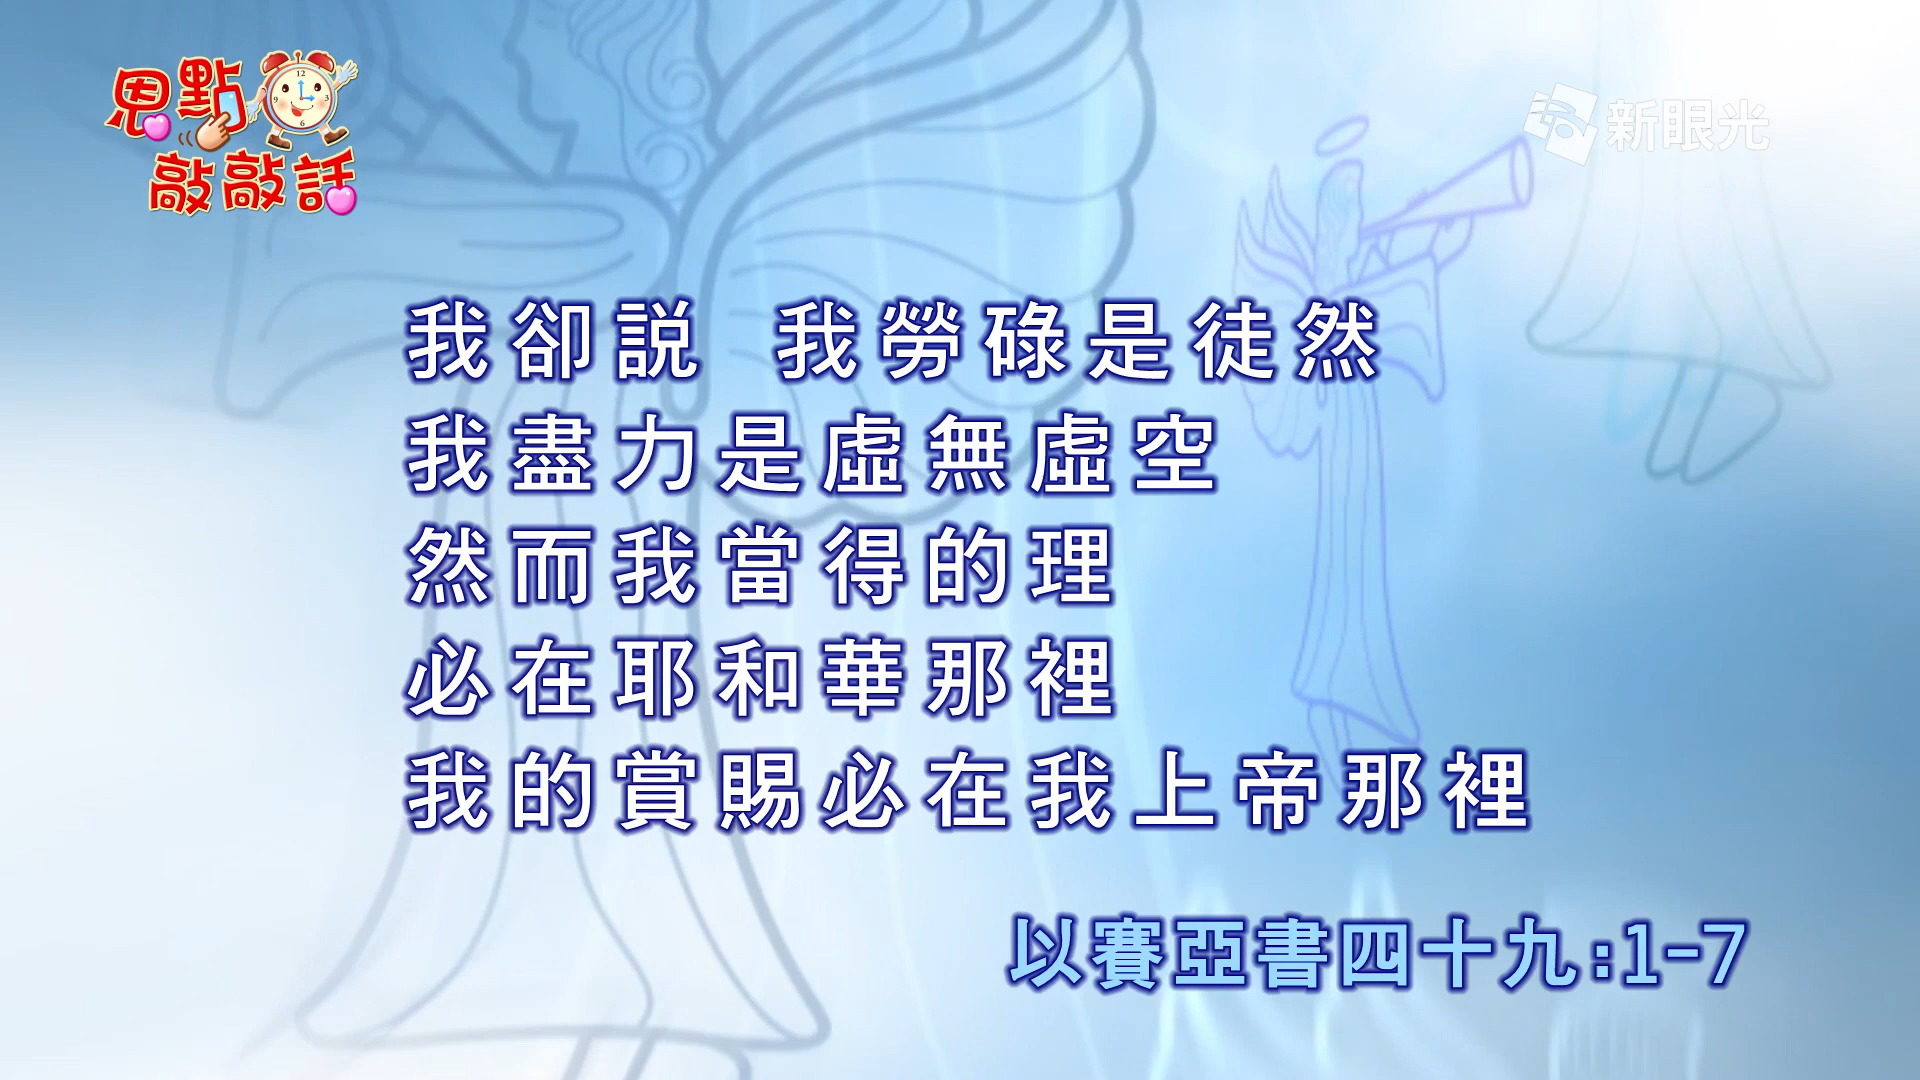 恩點
敲敲話
新眼光
我卻説 我勞碌是徒然
我盡力是虛無虛空
然而我當得的理
必在耶和華那裡
我的賞賜必在我上帝那裡
以賽亞書四十九:1-7